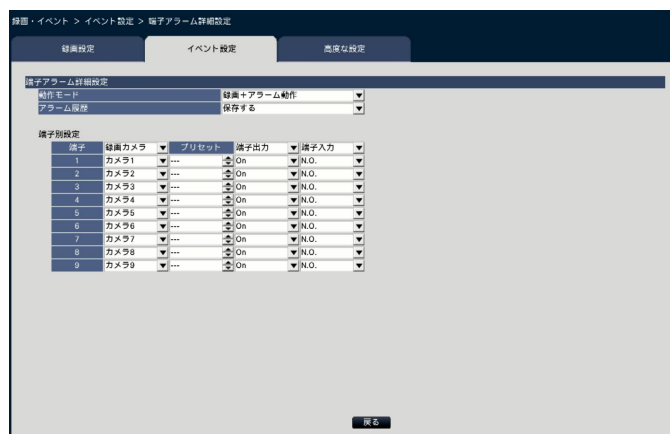 録画・イベント > イベント設定 > 端子アラーム詳細設定
録画設定 イベント設定 高度な設定
端子アラーム詳細設定
動作モード 録画+アラーム動作
アラーム履歴 保存する
端子別設定
端子 録画カメラ プリセット 端子出力 端子入力
1 カメラ1 --- On N.O.
2 カメラ2 --- On N.O.
3 カメラ3 --- On N.O.
4 カメラ4 --- On N.O.
5 カメラ5 --- On N.O.
6 カメラ6 --- On N.O.
7 カメラ7 --- On N.O.
8 カメラ8 --- On N.O.
9 カメラ9 --- On N.O.
戻る